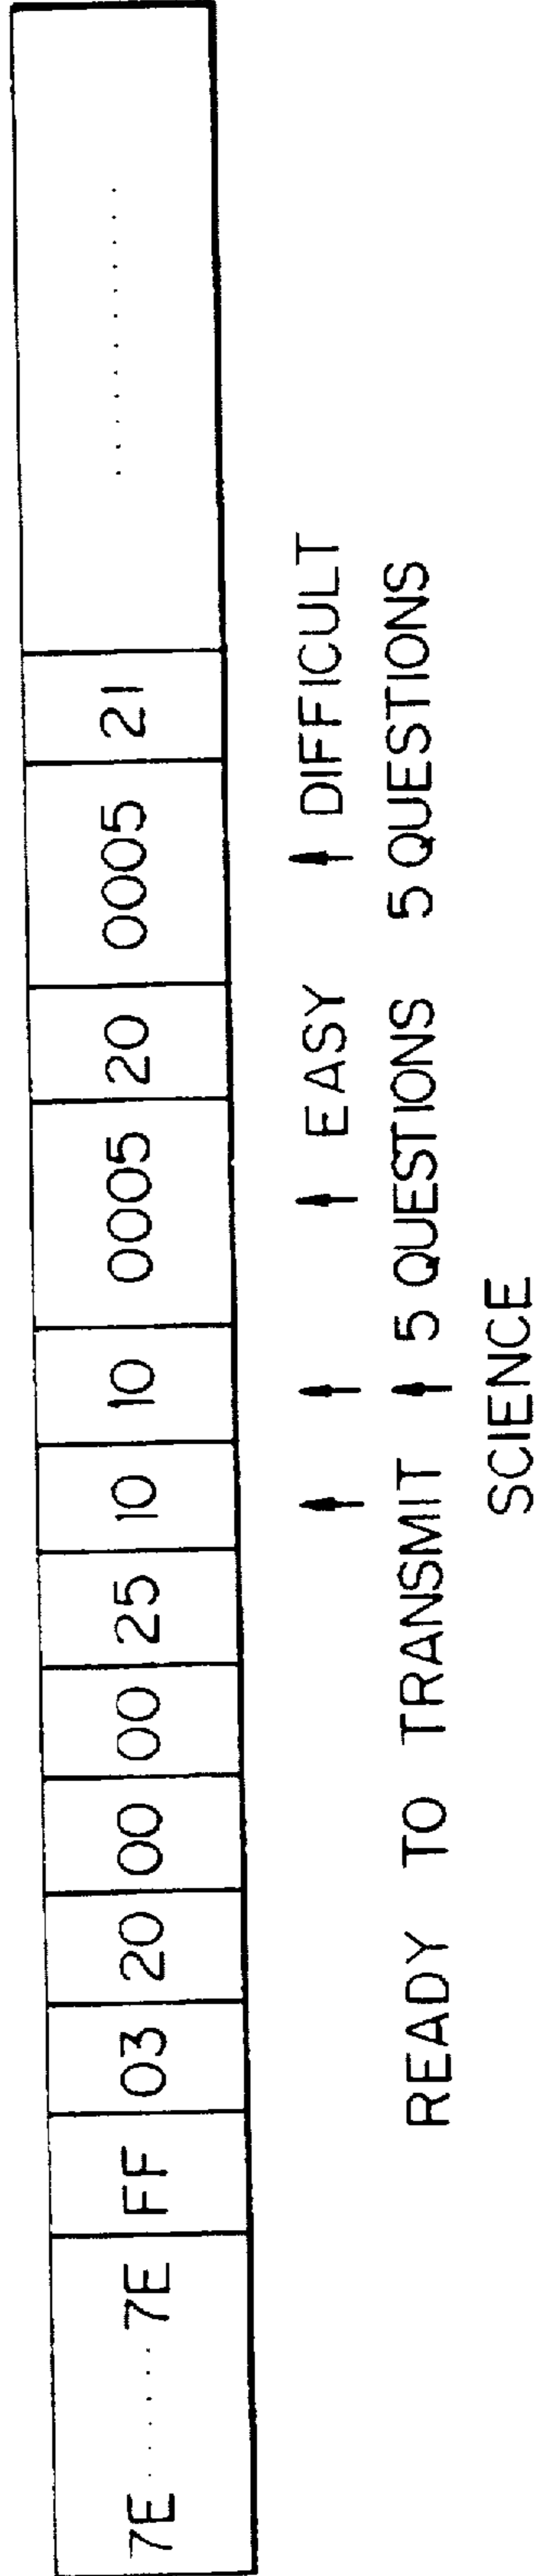 7E ........ 7E FF 03 20 00 00 25 10 10 0005 20 0005 21 ............
EASY DIFFICULT
READY TO TRANSMIT 5 QUESTIONS 5 QUESTIONS
SCIENCE